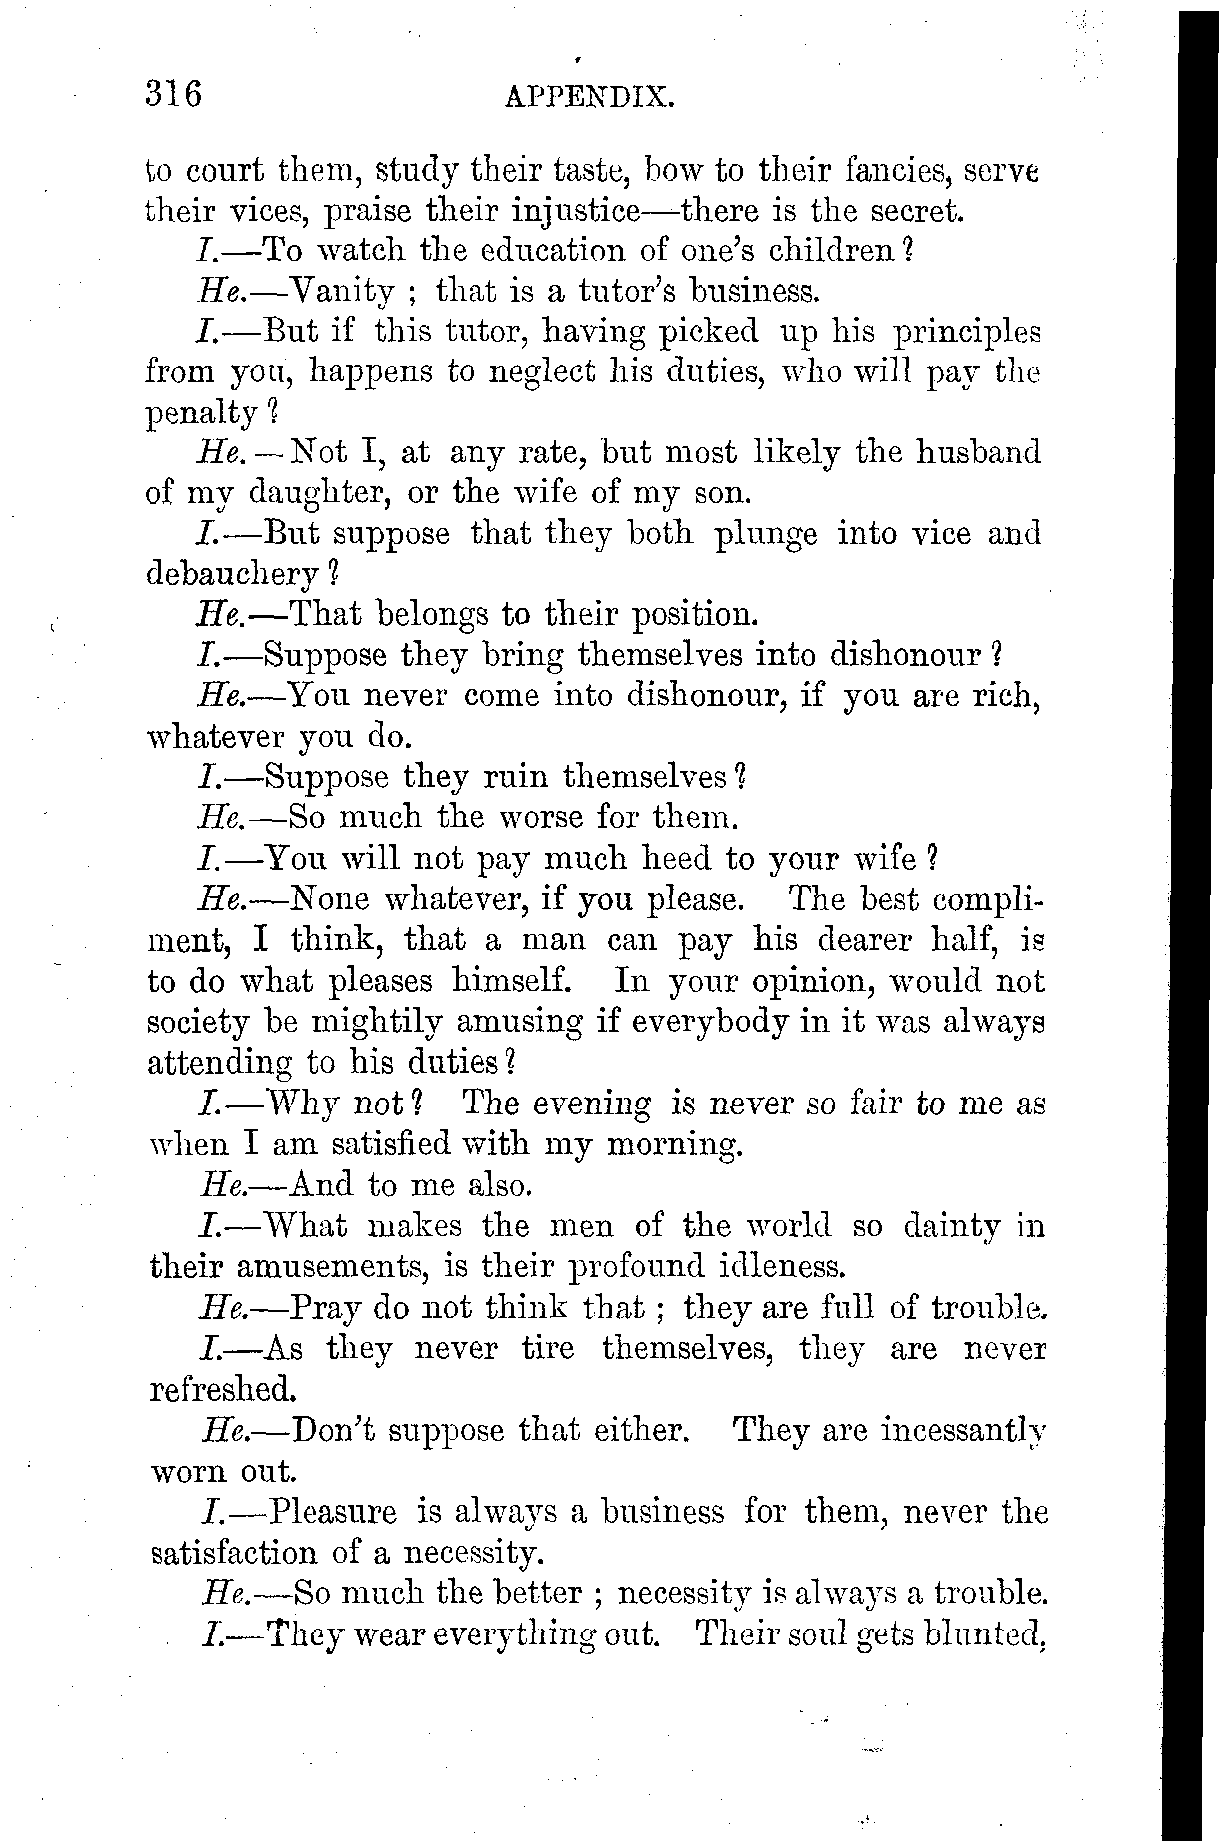 316 APPENDIX.
to court them, study their taste, bow to their fancies, serve
their vices, praise their injustice—there is the secret.
I.—To watch the education of one's children?
He.—Vanity ; that is a tutor's business.
I.—But if this tutor, having picked up his principles
from you, happens to neglect his duties, who will pay the
penalty?
He.—Not I, at any rate, but most likely the husband
of my daughter, or the wife of my son.
I.—But suppose that they both plunge into vice and
debauchery?
He.—That belongs to their position.
I.—Suppose they bring themselves into dishonour?
He.—You never come into dishonour, if you are rich,
whatever you do.
I.—Suppose they ruin themselves?
He.—So much the worse for them.
I.—You will not pay much heed to your wife?
He.—None whatever, if you please. The best compli-
ment, I think, that a man can pay his dearer half, is
to do what pleases himself. In your opinion, would not
society be mightily amusing if everybody in it was always
attending to his duties?
I.—Why not? The evening is never so fair to me as
when I am satisfied with my morning.
He.—And to me also.
I.—What makes the men of the world so dainty in
their amusements, is their profound idleness.
He.—Pray do not think that ; they are full of trouble.
I.—As they never tire themselves, they are never
refreshed.
He.—Don't suppose that either. They are incessantly
worn out.
I.—Pleasure is always a business for them, never the
satisfaction of a necessity.
He.—So much the better ; necessity is always a trouble.
I.—They wear everything out. Their soul gets blunted,